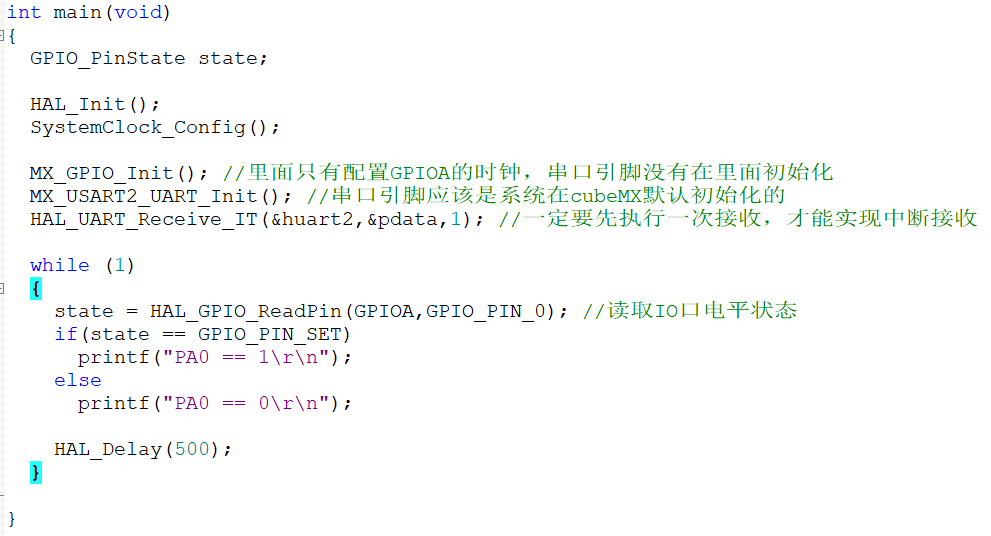 int main(void)
{
  GPIO_PinState state;
  HAL_Init();
  SystemClock_Config();
  MX_GPIO_Init(); //里面只有配置GPIOA的时钟，串口引脚没有在里面初始化
  MX_USART2_UART_Init(); //串口引脚应该是系统在cubeMX默认初始化的
  HAL_UART_Receive_IT(&huart2,&pdata,1); //一定要先执行一次接收，才能实现中断接收
  while (1)
  {
    state = HAL_GPIO_ReadPin(GPIOA,GPIO_PIN_0); //读取IO口电平状态
    if(state == GPIO_PIN_SET)
      printf("PA0 == 1\r\n");
    else
      printf("PA0 == 0\r\n");
    HAL_Delay(500);
  }
}